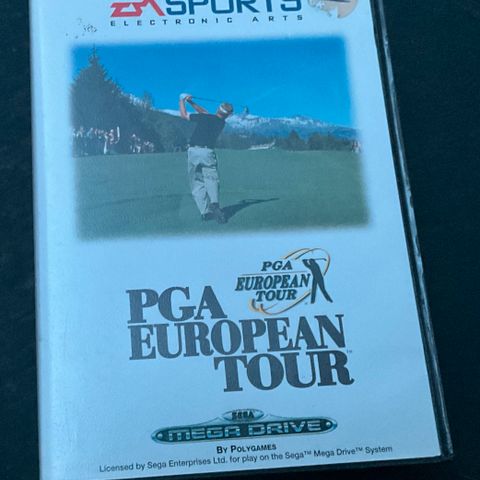 EA SPORTS
ELECTRONIC ARTS
PGA
EUROPEAN
TOUR
PGA
EUROPEAN
TOUR™
SEGA
MEGA DRIVE
BY POLYGAMES
Licensed by Sega Enterprises Ltd. for play on the Sega™ Mega Drive™ System